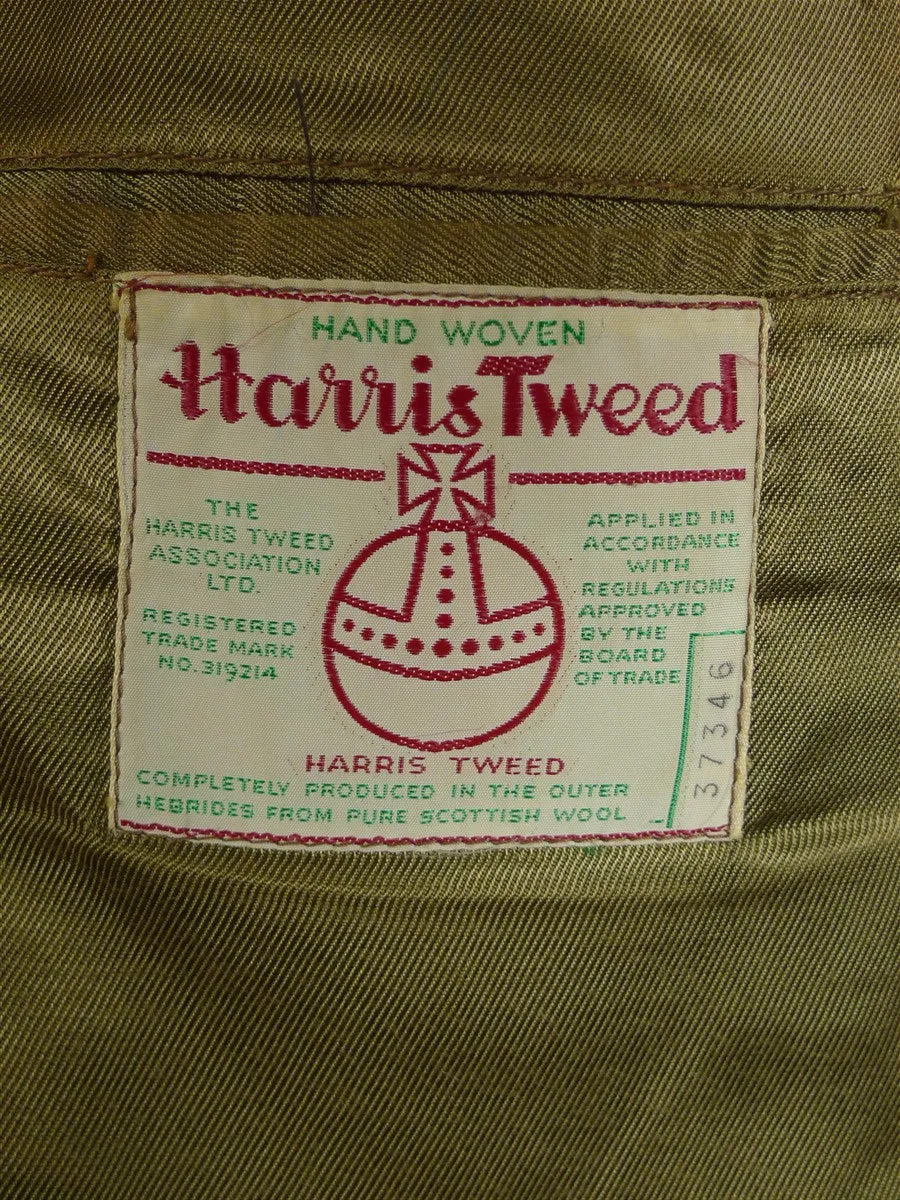 HAND WOVEN
Harris Tweed
THE
HARRIS TWEED
ASSOCIATION
LTD.
REGISTERED
TRADE MARK
NO. 319214
APPLIED IN
ACCORDANCE
WITH
REGULATIONS
APPROVED
BY THE
BOARD
OF TRADE
37346
HARRIS TWEED
COMPLETELY PRODUCED IN THE OUTER
HEBRIDES FROM PURE SCOTTISH WOOL